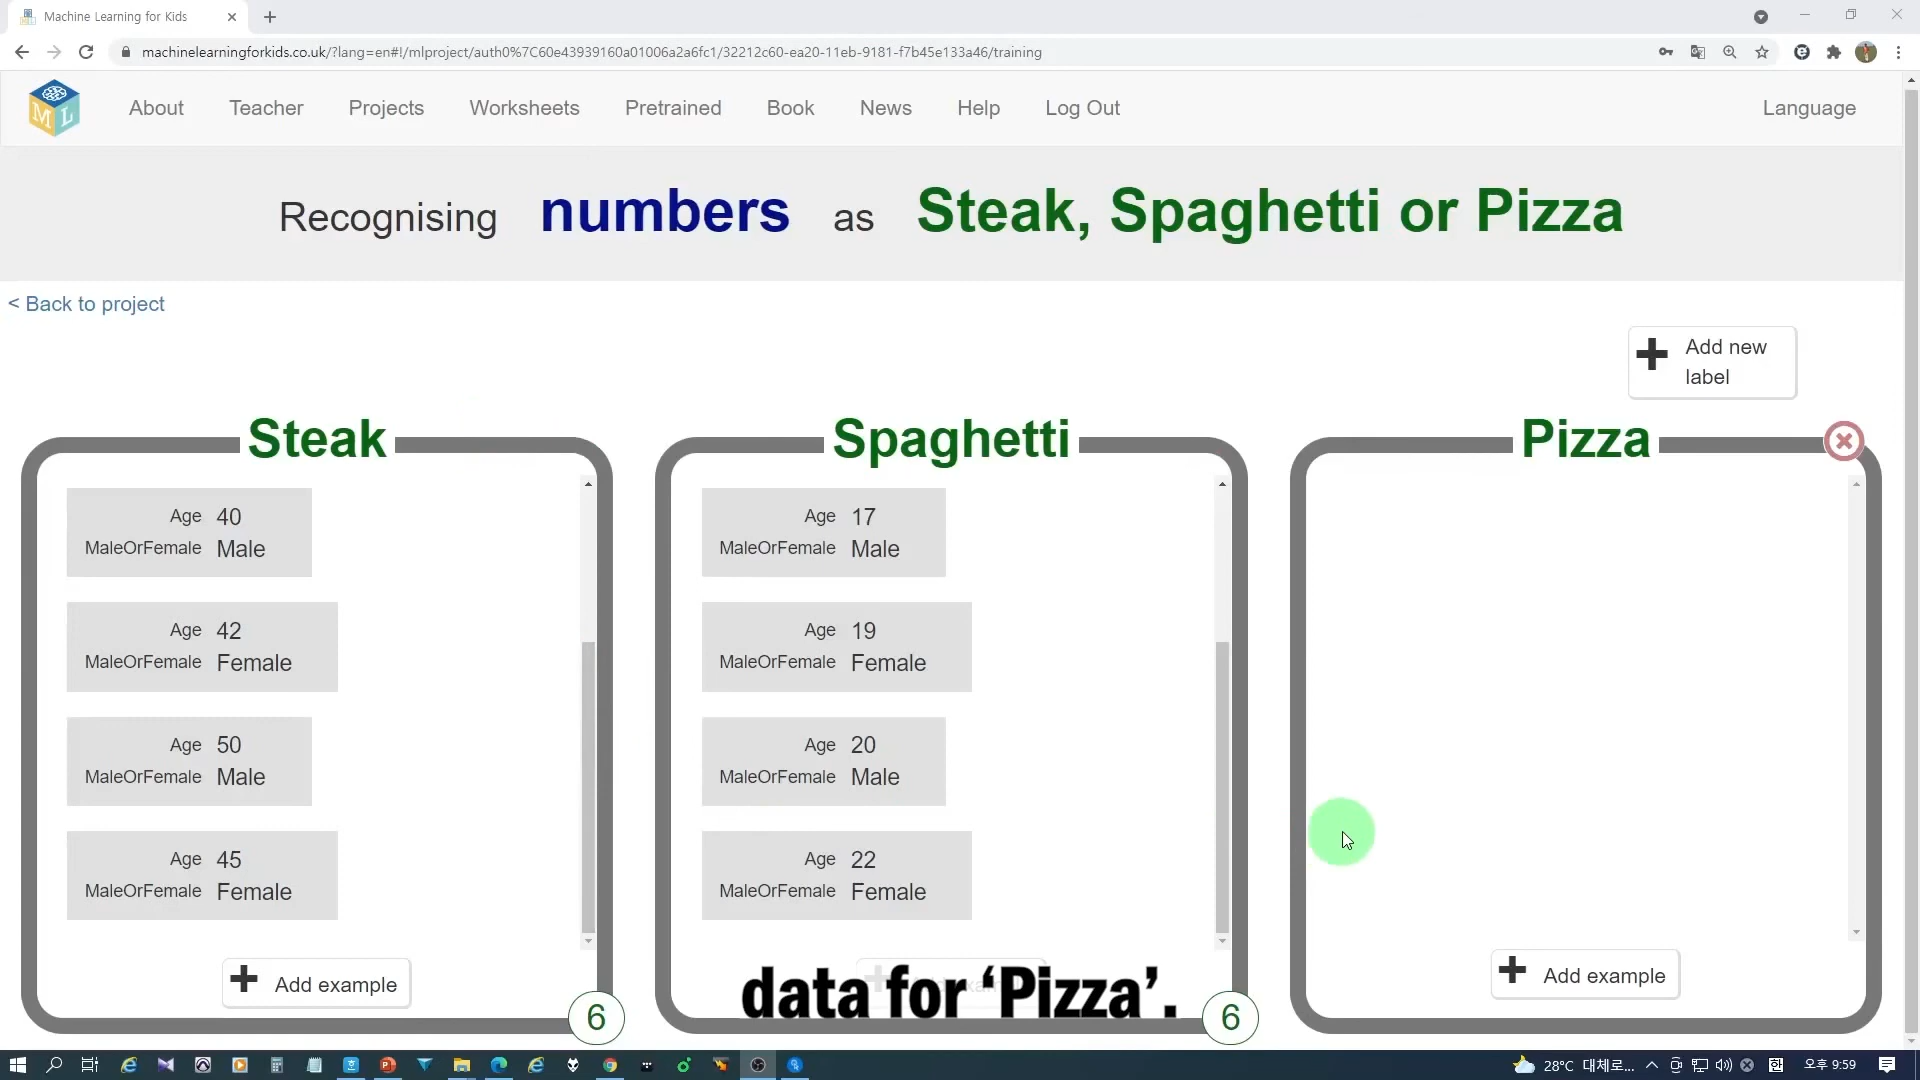 Machine Learning for Kids
machinelearningforkids.co.uk/?lang=en#!/mlproject/auth0%7C60e43939160a01006a2a6fc1/32212c60-ea20-11eb-9181-f7b45e133a46/training
ML
About Teacher Projects Worksheets Pretrained Book News Help Log Out Language
Recognising numbers as Steak, Spaghetti or Pizza
< Back to project
Add new
label
Steak
Age 40
MaleOrFemale Male
Age 42
MaleOrFemale Female
Age 50
MaleOrFemale Male
Age 45
MaleOrFemale Female
Add example
6
Spaghetti
Age 17
MaleOrFemale Male
Age 19
MaleOrFemale Female
Age 20
MaleOrFemale Male
Age 22
MaleOrFemale Female
6
Pizza
Add example
data for ‘Pizza’.
28°C 대체로... 한 오후 9:59